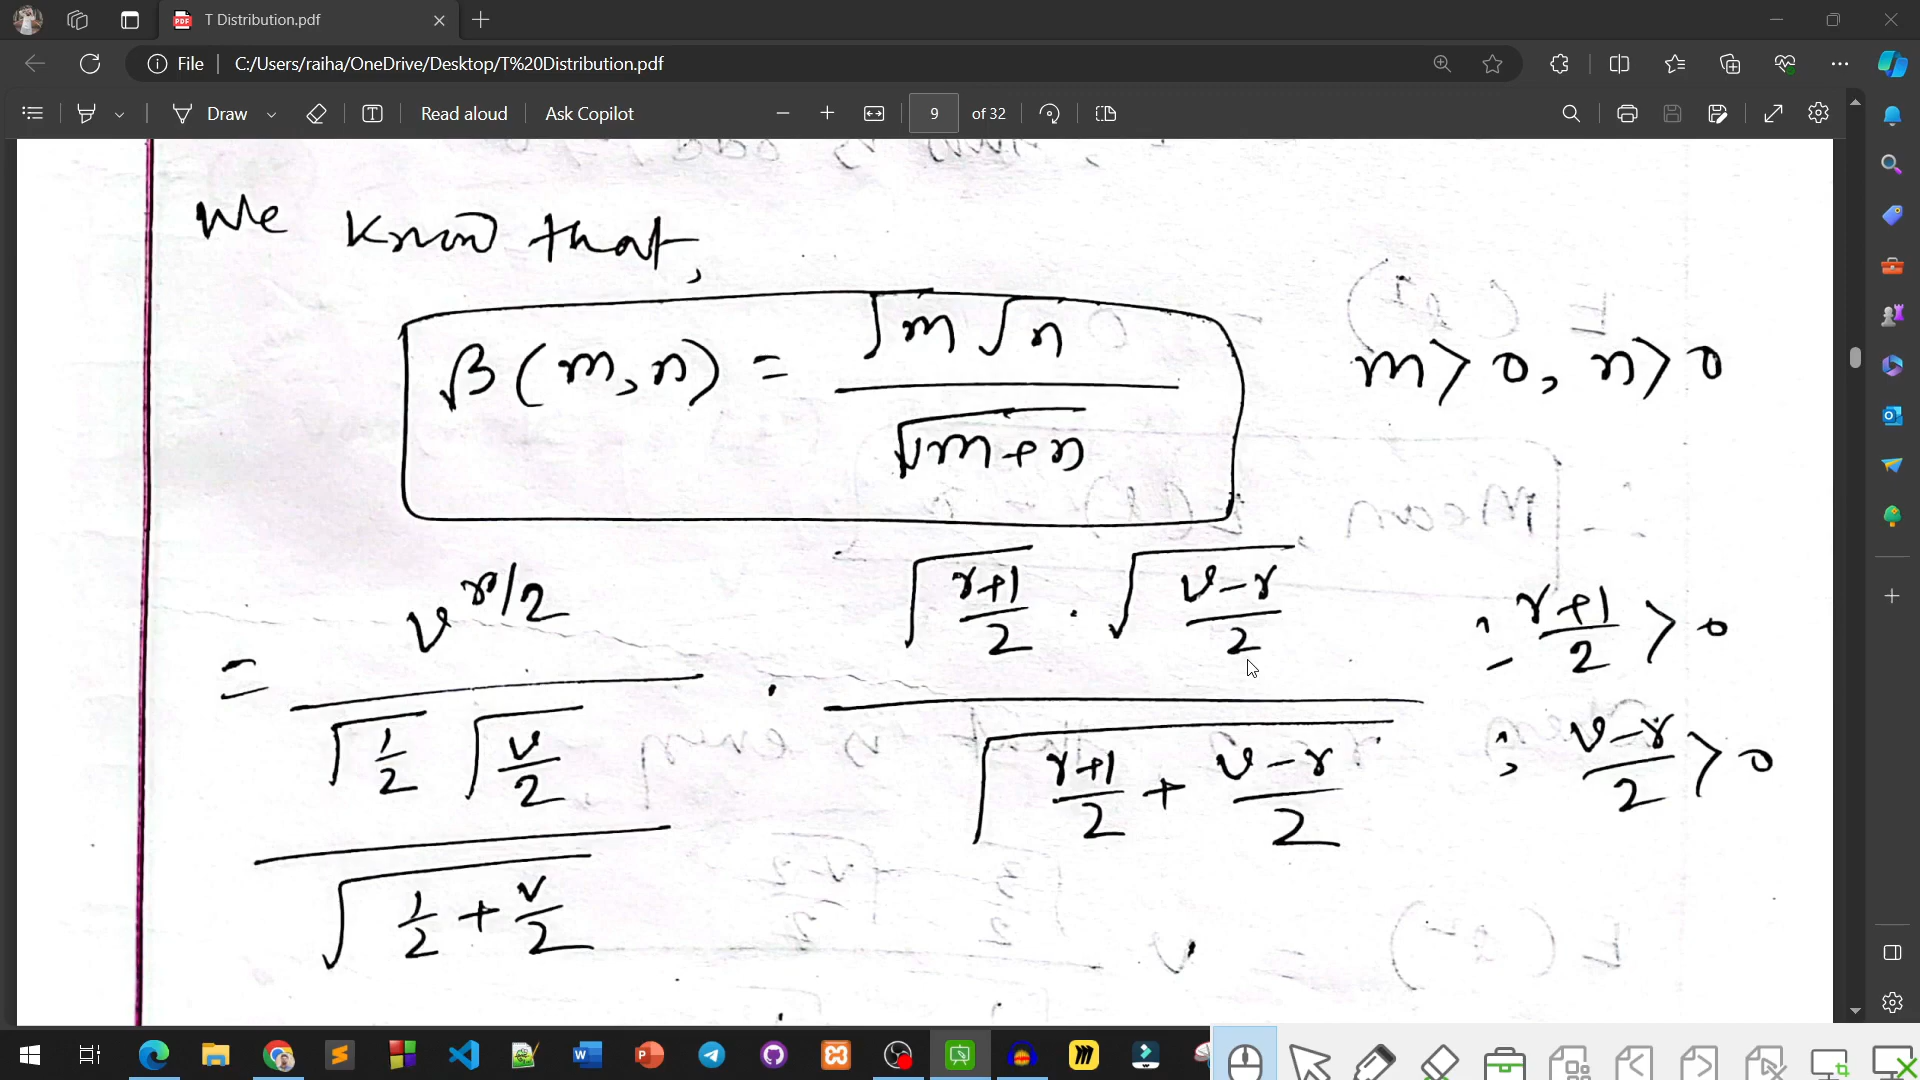 T Distribution.pdf
File | C:/Users/raiha/OneDrive/Desktop/T%20Distribution.pdf
Draw
Read aloud
Ask Copilot
9 of 32
We know that,
β(m,n) = Γm Γn / Γm+n   m>0, n>0
= ν^(r/2) / (Γ(1/2) Γ(ν/2) / Γ(1/2 + ν/2)) · Γ(r+1/2) · Γ(ν-r/2) / Γ(r+1/2 + ν-r/2)   ; r+1/2 > 0
; ν-r/2 > 0